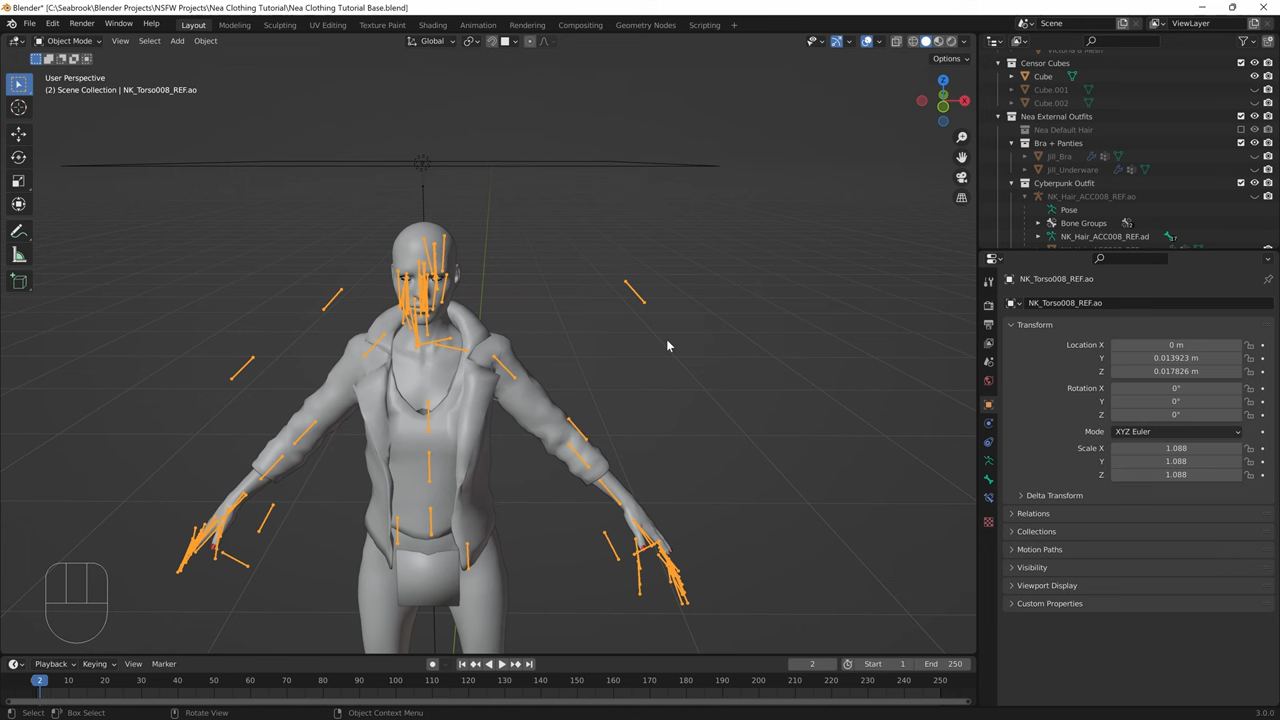 Blender* [C:\Seabrook\Blender Projects\NSFW Projects\Nea Clothing Tutorial\Nea Clothing Tutorial Base.blend]
File Edit Render Window Help Layout Modeling Sculpting UV Editing Texture Paint Shading Animation Rendering Compositing Geometry Nodes Scripting + Scene ViewLayer
Object Mode View Select Add Object Global
Options
User Perspective
(2) Scene Collection | NK_Torso008_REF.ao
Z
X
Censor Cubes
Cube
Cube.001
Cube.002
Nea External Outfits
Nea Default Hair
Bra + Panties
Jill_Bra
Jill_Underware
Cyberpunk Outfit
NK_Hair_ACC008_REF.ao
Pose
Bone Groups
NK_Hair_ACC008_REF.ad
NK_Torso008_REF.ao
NK_Torso008_REF.ao
Transform
Location X 0 m
Y 0.013923 m
Z 0.017826 m
Rotation X 0°
Y 0°
Z 0°
Mode XYZ Euler
Scale X 1.088
Y 1.088
Z 1.088
Delta Transform
Relations
Collections
Motion Paths
Visibility
Viewport Display
Custom Properties
Playback Keying View Marker 2 Start 1 End 250
2 10 20 30 40 50 60 70 80 90 100 110 120 130 140 150 160 170 180 190 200 210 220 230 240 250
Select Box Select Rotate View Object Context Menu 3.0.0